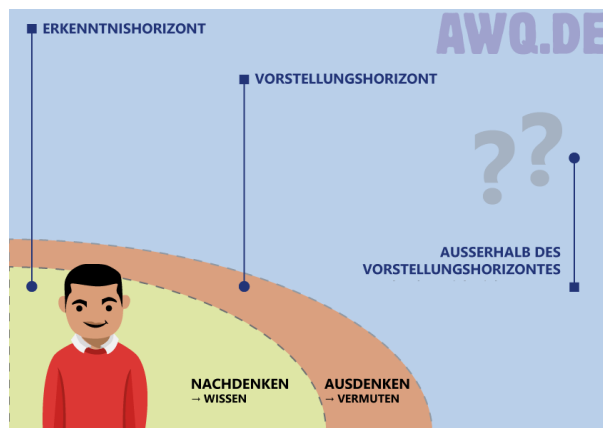 ERKENNTNISHORIZONT
AWQ.DE
VORSTELLUNGSHORIZONT
? ?
AUSSERHALB DES
VORSTELLUNGSHORIZONTES
NACHDENKEN
→ WISSEN
AUSDENKEN
→ VERMUTEN